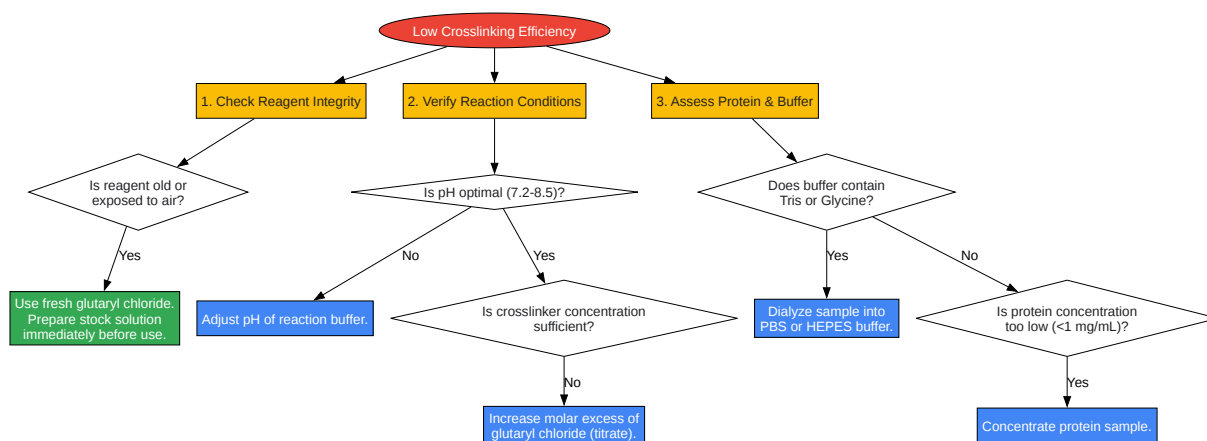 Low Crosslinking Efficiency
1. Check Reagent Integrity
2. Verify Reaction Conditions
3. Assess Protein & Buffer
Is reagent old or
exposed to air?
Is pH optimal (7.2-8.5)?
Does buffer contain
Tris or Glycine?
Yes
No
Yes
Yes
No
Use fresh glutaryl chloride.
Prepare stock solution
immediately before use.
Adjust pH of reaction buffer.
Is crosslinker concentration
sufficient?
Dialyze sample into
PBS or HEPES buffer.
Is protein concentration
too low (<1 mg/mL)?
No
Yes
Increase molar excess of
glutaryl chloride (titrate).
Concentrate protein sample.